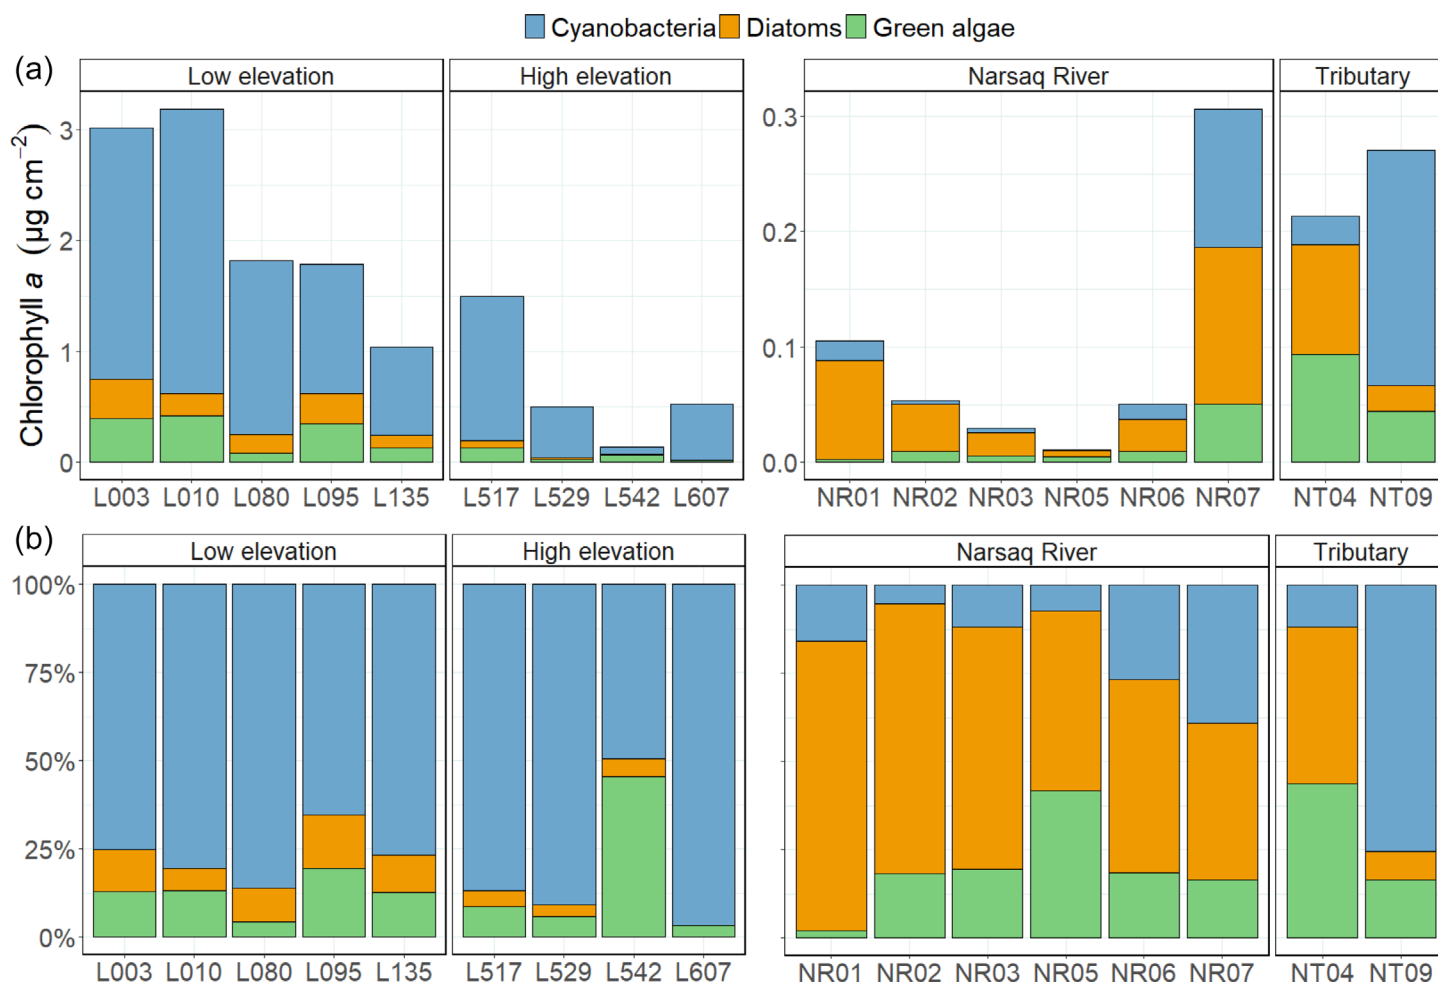 Cyanobacteria Diatoms Green algae
(a)
Low elevation High elevation Narsaq River Tributary
Chlorophyll a (µg cm−2)
3
2
1
0
0.3
0.2
0.1
0.0
L003 L010 L080 L095 L135 L517 L529 L542 L607 NR01 NR02 NR03 NR05 NR06 NR07 NT04 NT09
(b)
Low elevation High elevation Narsaq River Tributary
100%
75%
50%
25%
0%
L003 L010 L080 L095 L135 L517 L529 L542 L607 NR01 NR02 NR03 NR05 NR06 NR07 NT04 NT09